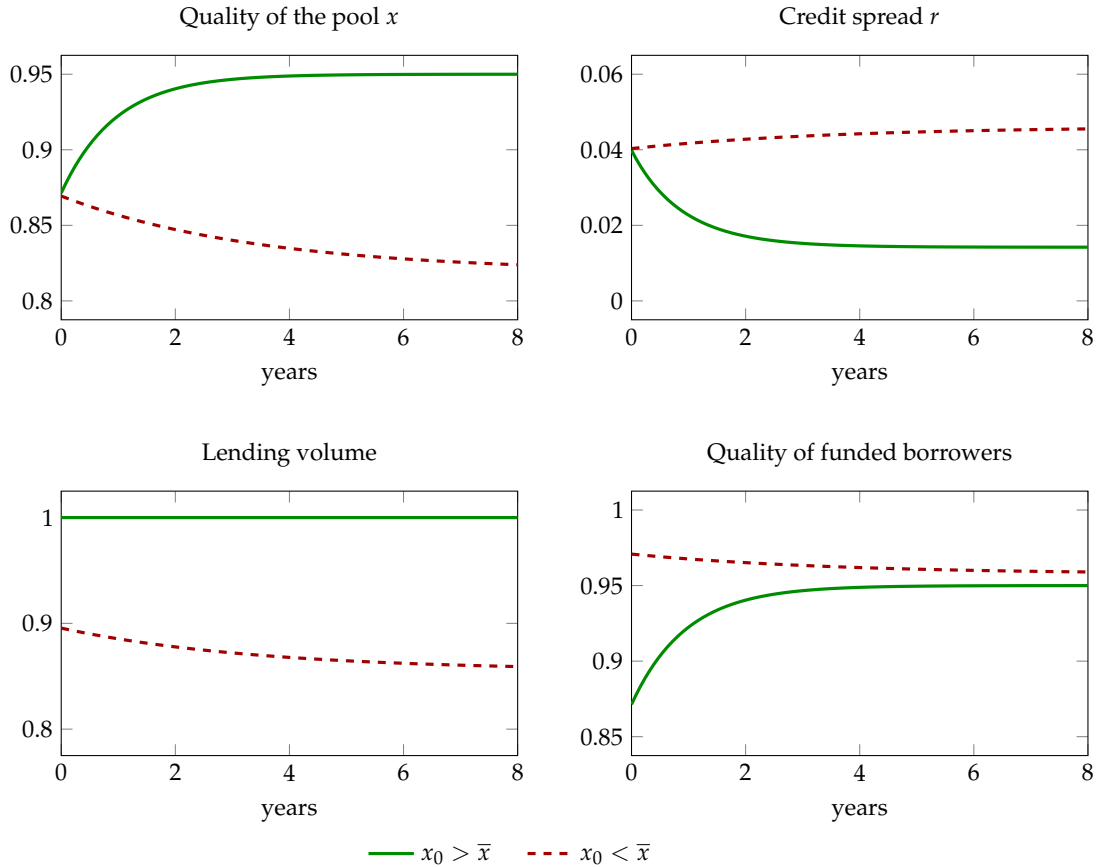 Quality of the pool x
Credit spread r
0.95
0.9
0.85
0.8
0 2 4 6 8
years
0.06
0.04
0.02
0
0 2 4 6 8
years
Lending volume
Quality of funded borrowers
1
0.9
0.8
0 2 4 6 8
years
1
0.95
0.9
0.85
0 2 4 6 8
years
x₀ > x̅
x₀ < x̅